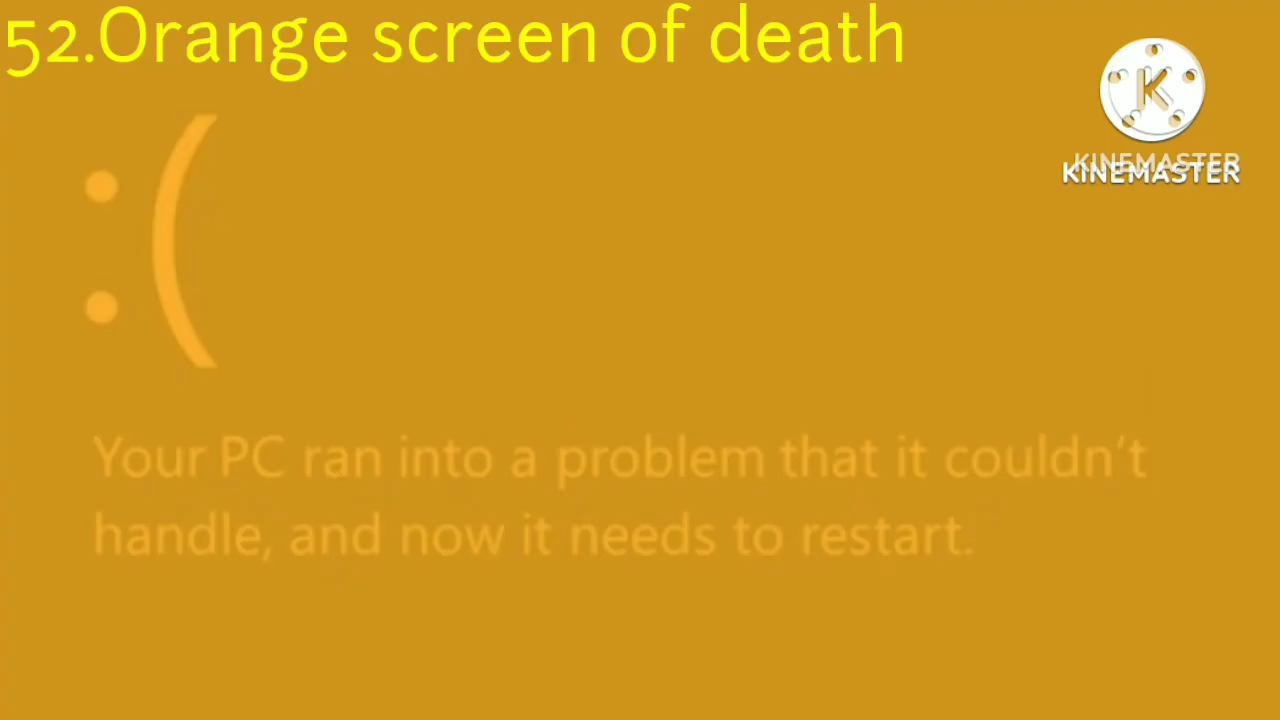 52.Orange screen of death
K
KINEMASTER
KINEMASTER
:(
Your PC ran into a problem that it couldn't
handle, and now it needs to restart.